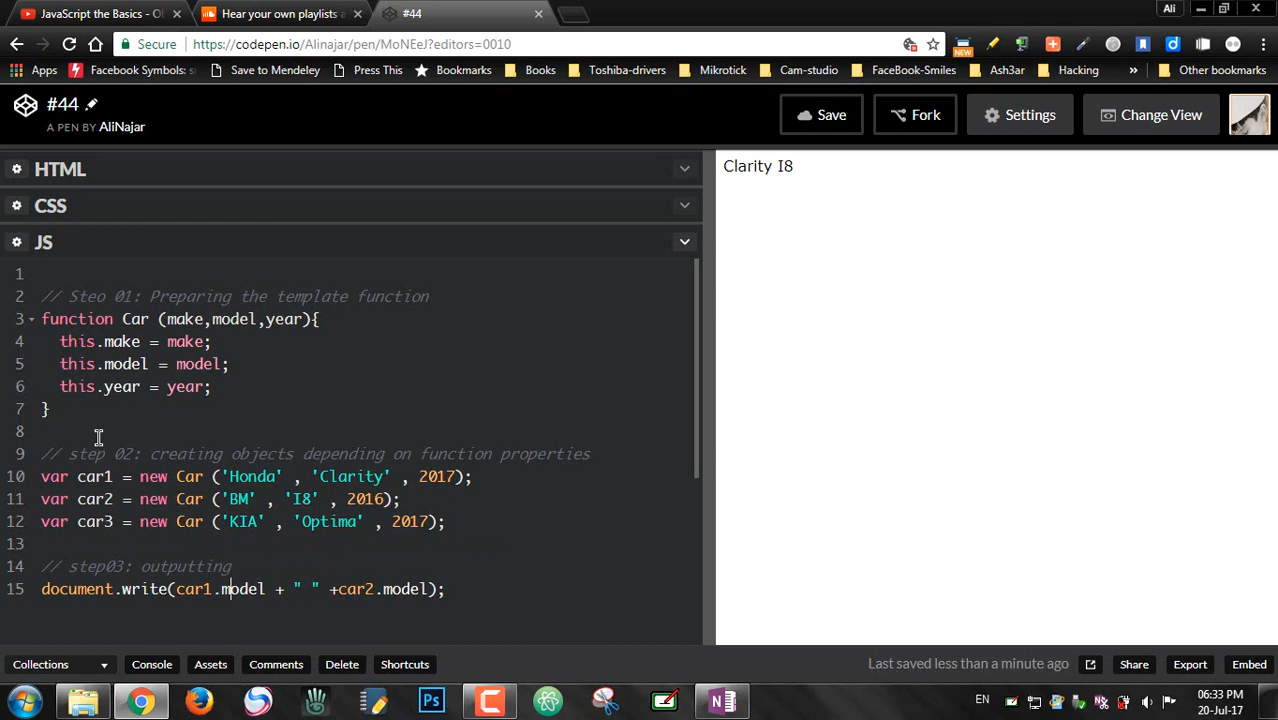 JavaScript the Basics - Ol
Hear your own playlists a
#44
Ali
Secure
https://codepen.io/Alinajar/pen/MoNEeJ?editors=0010
NEW
Apps
Facebook Symbols: s
Save to Mendeley
Press This
Bookmarks
Books
Toshiba-drivers
Mikrotick
Cam-studio
FaceBook-Smiles
Ash3ar
Hacking
»
Other bookmarks
#44
A PEN BY AliNajar
Save
Fork
Settings
Change View
HTML
CSS
JS
Clarity I8
1
2 // Steo 01: Preparing the template function
3 function Car (make,model,year){
4 this.make = make;
5 this.model = model;
6 this.year = year;
7 }
8
9 // step 02: creating objects depending on function properties
10 var car1 = new Car ('Honda' , 'Clarity' , 2017);
11 var car2 = new Car ('BM' , 'I8' , 2016);
12 var car3 = new Car ('KIA' , 'Optima' , 2017);
13
14 // step03: outputting
15 document.write(car1.model + " " +car2.model);
Collections
Console
Assets
Comments
Delete
Shortcuts
Last saved less than a minute ago
Share
Export
Embed
Ps
EN
06:33 PM
20-Jul-17